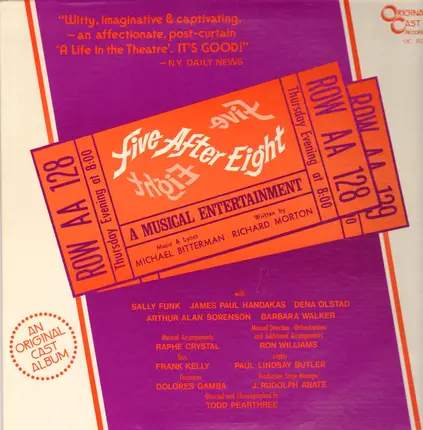 "Witty, imaginative & captivating,
— an affectionate, post-curtain
'A Life In the Theatre'. IT'S GOOD!"
— N.Y. DAILY NEWS
ORIGINAL
CAST
Records
OC
ROW AA 128
Thursday Evening at 8:00
Five After Eight
Five
Eight
A MUSICAL ENTERTAINMENT
Music & Lyrics
MICHAEL BITTERMAN
Written by
RICHARD MORTON
Thursday Evening
at 8:00
ROW AA 128
ROW AA 129
with
SALLY FUNK JAMES PAUL HANDAKAS DENA OLSTAD
ARTHUR ALAN SORENSON BARBARA WALKER
Musical Arrangements
RAPHE CRYSTAL
Musical Direction - Orchestrations
and Additional Arrangements
RON WILLIAMS
Sets
FRANK KELLY
Lights
PAUL LINDSAY BUTLER
Costumes
DOLORES GAMBA
Production Stage Manager
J. RUDOLPH ABATE
Directed and Choreographed by
TODD PEARTHREE
AN
ORIGINAL
CAST
ALBUM